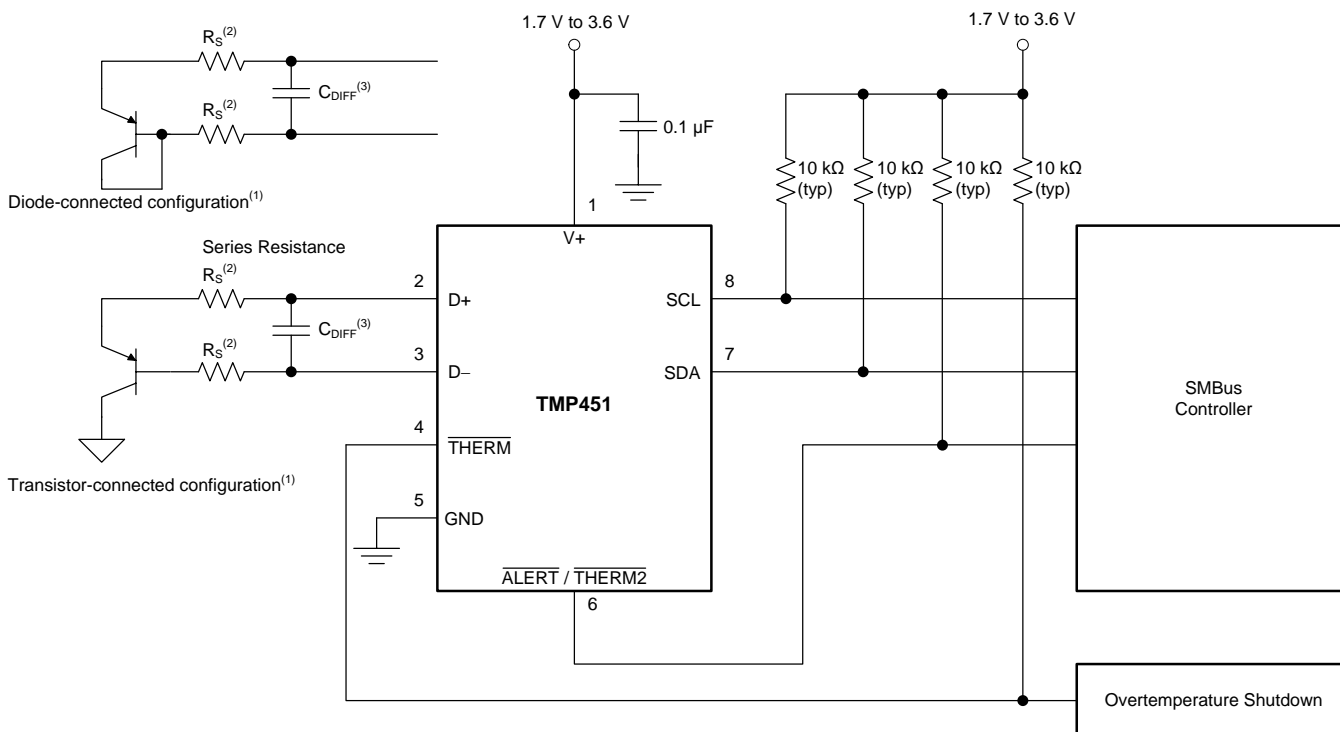 1.7 V to 3.6 V
1.7 V to 3.6 V
RS(2)
CDIFF(3)
RS(2)
0.1 µF
10 kΩ
(typ)
10 kΩ
(typ)
10 kΩ
(typ)
10 kΩ
(typ)
Diode-connected configuration(1)
1
V+
Series Resistance
RS(2)
2
D+
SCL
8
CDIFF(3)
RS(2)
3
D−
SDA
7
TMP451
SMBus
Controller
4
THERM
Transistor-connected configuration(1)
5
GND
ALERT / THERM2
6
Overtemperature Shutdown